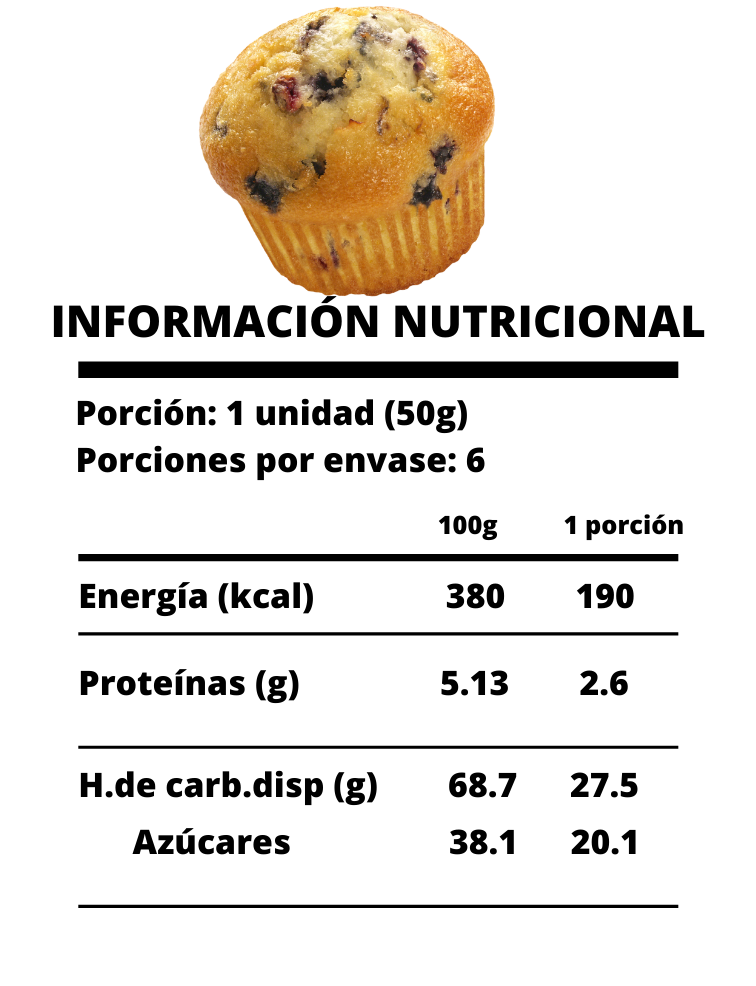 INFORMACIÓN NUTRICIONAL
Porción: 1 unidad (50g)
Porciones por envase: 6
100g 1 porción
Energía (kcal) 380 190
Proteínas (g) 5.13 2.6
H.de carb.disp (g) 68.7 27.5
Azúcares 38.1 20.1